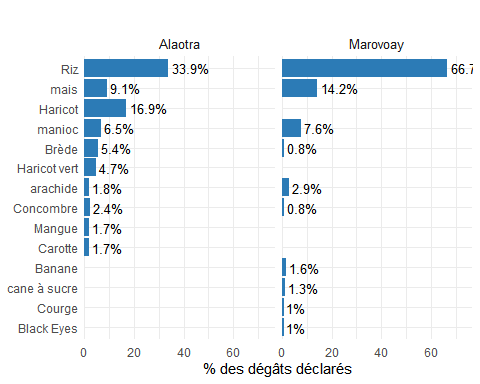 Alaotra Marovoay
Riz 33.9% 66.7
mais 9.1% 14.2%
Haricot 16.9%
manioc 6.5% 7.6%
Brède 5.4% 0.8%
Haricot vert 4.7%
arachide 1.8% 2.9%
Concombre 2.4% 0.8%
Mangue 1.7%
Carotte 1.7%
Banane 1.6%
cane à sucre 1.3%
Courge 1%
Black Eyes 1%
0 20 40 60 0 20 40 60
% des dégâts déclarés